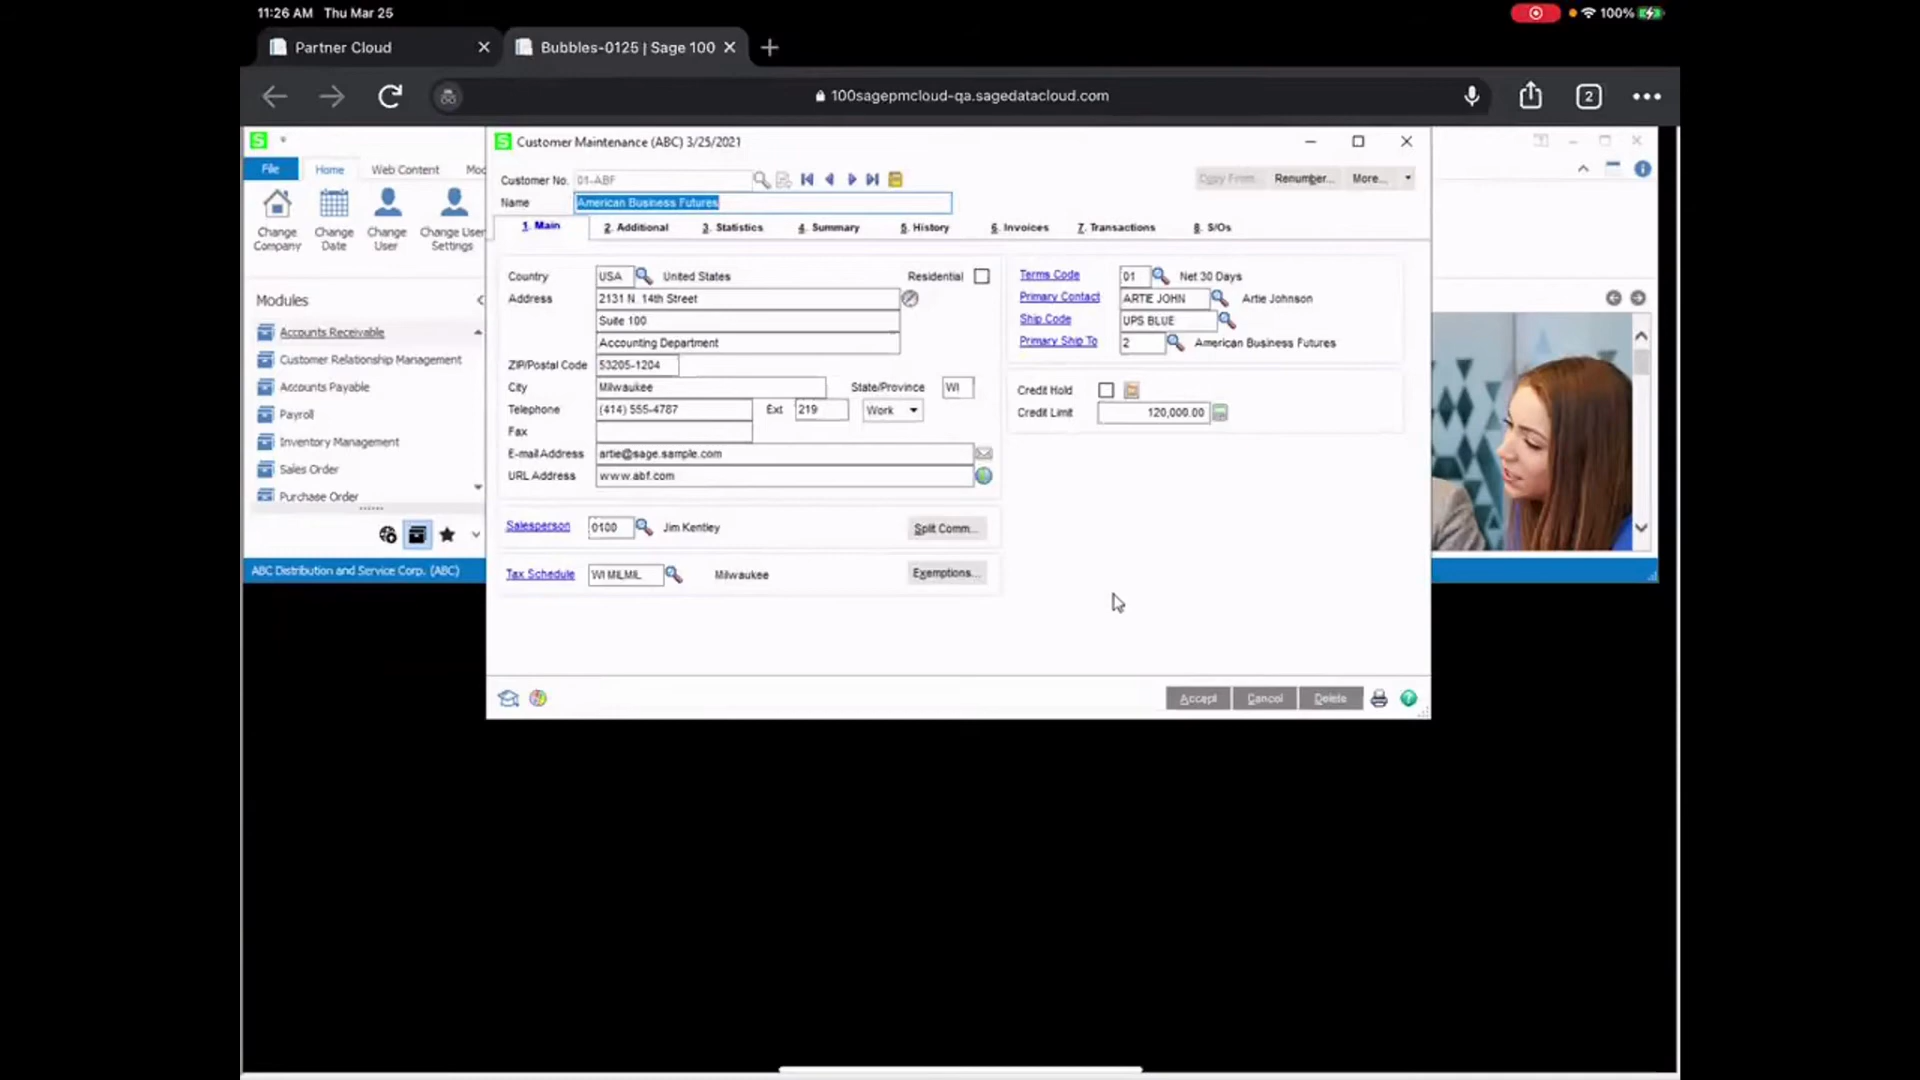 11:26 AM Thu Mar 25
100%
Partner Cloud
Bubbles-0125 | Sage 100
100sagepmcloud-qa.sagedatacloud.com
2
File
Home
Web Content
Mod
Change Company
Change Date
Change User
Change User Settings
Modules
Accounts Receivable
Customer Relationship Management
Accounts Payable
Payroll
Inventory Management
Sales Order
Purchase Order
ABC Distribution and Service Corp. (ABC)
Customer Maintenance (ABC) 3/25/2021
Customer No. 01-ABF
Copy From... Renumber... More...
Name American Business Futures
1. Main 2. Additional 3. Statistics 4. Summary 5. History 6. Invoices 7. Transactions 8. S/Os
Country USA United States Residential
Address 2131 N. 14th Street
Suite 100
Accounting Department
ZIP/Postal Code 53205-1204
City Milwaukee State/Province WI
Telephone (414) 555-4787 Ext 219 Work
Fax
E-mail Address artie@sage.sample.com
URL Address www.abf.com
Salesperson 0100 Jim Kentley Split Comm...
Tax Schedule WI MILMIL Milwaukee Exemptions...
Terms Code 01 Net 30 Days
Primary Contact ARTIE JOHN Artie Johnson
Ship Code UPS BLUE
Primary Ship To 2 American Business Futures
Credit Hold
Credit Limit 120,000.00
Accept Cancel Delete